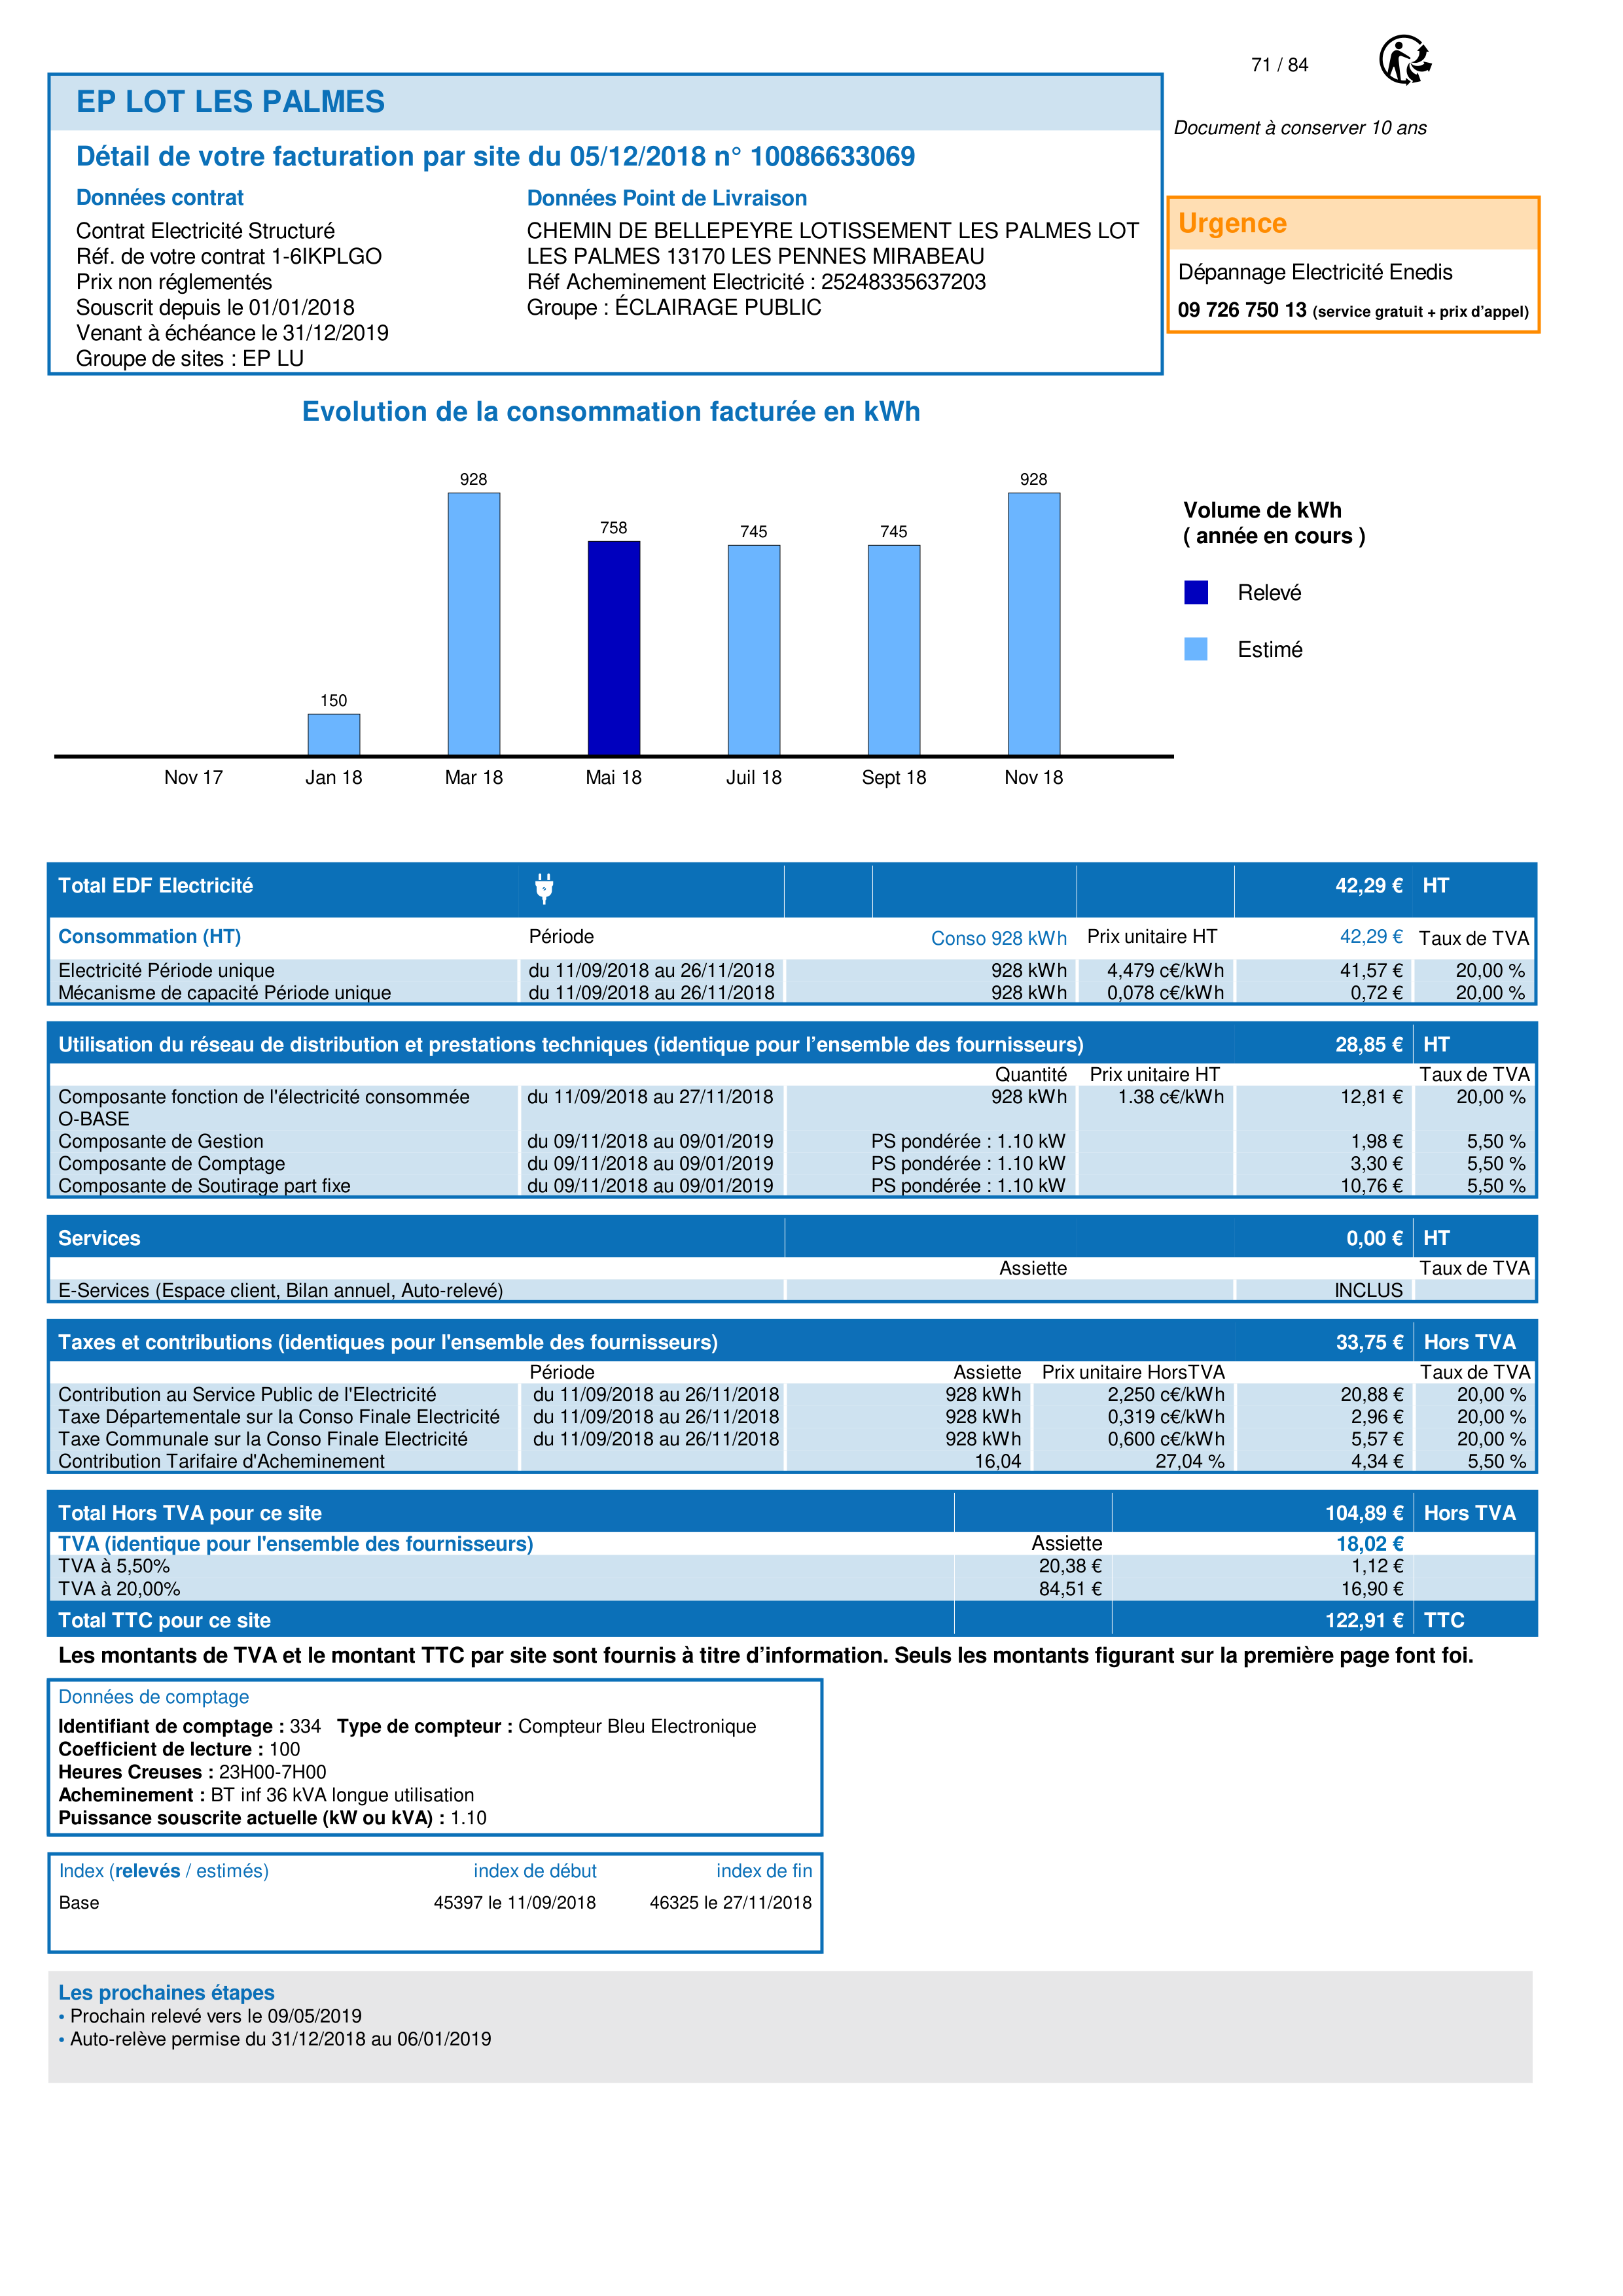 71 / 84
Document à conserver 10 ans
EP LOT LES PALMES
Détail de votre facturation par site du 05/12/2018 n° 10086633069
Données contrat
Contrat Electricité Structuré
Réf. de votre contrat 1-6IKPLGO
Prix non réglementés
Souscrit depuis le 01/01/2018
Venant à échéance le 31/12/2019
Groupe de sites : EP LU
Données Point de Livraison
CHEMIN DE BELLEPEYRE LOTISSEMENT LES PALMES LOT
LES PALMES 13170 LES PENNES MIRABEAU
Réf Acheminement Electricité : 25248335637203
Groupe : ÉCLAIRAGE PUBLIC
Urgence
Dépannage Electricité Enedis
09 726 750 13 (service gratuit + prix d’appel)
Evolution de la consommation facturée en kWh
150 928 758 745 745 928
Nov 17 Jan 18 Mar 18 Mai 18 Juil 18 Sept 18 Nov 18
Volume de kWh
( année en cours )
Relevé
Estimé
Total EDF Electricité 42,29 € HT
Consommation (HT) Période Conso 928 kWh Prix unitaire HT 42,29 € Taux de TVA
Electricité Période unique du 11/09/2018 au 26/11/2018 928 kWh 4,479 c€/kWh 41,57 € 20,00 %
Mécanisme de capacité Période unique du 11/09/2018 au 26/11/2018 928 kWh 0,078 c€/kWh 0,72 € 20,00 %
Utilisation du réseau de distribution et prestations techniques (identique pour l’ensemble des fournisseurs) 28,85 € HT
Quantité Prix unitaire HT Taux de TVA
Composante fonction de l'électricité consommée du 11/09/2018 au 27/11/2018 928 kWh 1.38 c€/kWh 12,81 € 20,00 %
O-BASE
Composante de Gestion du 09/11/2018 au 09/01/2019 PS pondérée : 1.10 kW 1,98 € 5,50 %
Composante de Comptage du 09/11/2018 au 09/01/2019 PS pondérée : 1.10 kW 3,30 € 5,50 %
Composante de Soutirage part fixe du 09/11/2018 au 09/01/2019 PS pondérée : 1.10 kW 10,76 € 5,50 %
Services 0,00 € HT
Assiette Taux de TVA
E-Services (Espace client, Bilan annuel, Auto-relevé) INCLUS
Taxes et contributions (identiques pour l'ensemble des fournisseurs) 33,75 € Hors TVA
Période Assiette Prix unitaire HorsTVA Taux de TVA
Contribution au Service Public de l'Electricité du 11/09/2018 au 26/11/2018 928 kWh 2,250 c€/kWh 20,88 € 20,00 %
Taxe Départementale sur la Conso Finale Electricité du 11/09/2018 au 26/11/2018 928 kWh 0,319 c€/kWh 2,96 € 20,00 %
Taxe Communale sur la Conso Finale Electricité du 11/09/2018 au 26/11/2018 928 kWh 0,600 c€/kWh 5,57 € 20,00 %
Contribution Tarifaire d'Acheminement 16,04 27,04 % 4,34 € 5,50 %
Total Hors TVA pour ce site 104,89 € Hors TVA
TVA (identique pour l'ensemble des fournisseurs) Assiette 18,02 €
TVA à 5,50% 20,38 € 1,12 €
TVA à 20,00% 84,51 € 16,90 €
Total TTC pour ce site 122,91 € TTC
Les montants de TVA et le montant TTC par site sont fournis à titre d’information. Seuls les montants figurant sur la première page font foi.
Données de comptage
Identifiant de comptage : 334 Type de compteur : Compteur Bleu Electronique
Coefficient de lecture : 100
Heures Creuses : 23H00-7H00
Acheminement : BT inf 36 kVA longue utilisation
Puissance souscrite actuelle (kW ou kVA) : 1.10
Index (relevés / estimés) index de début index de fin
Base 45397 le 11/09/2018 46325 le 27/11/2018
Les prochaines étapes
• Prochain relevé vers le 09/05/2019
• Auto-relève permise du 31/12/2018 au 06/01/2019